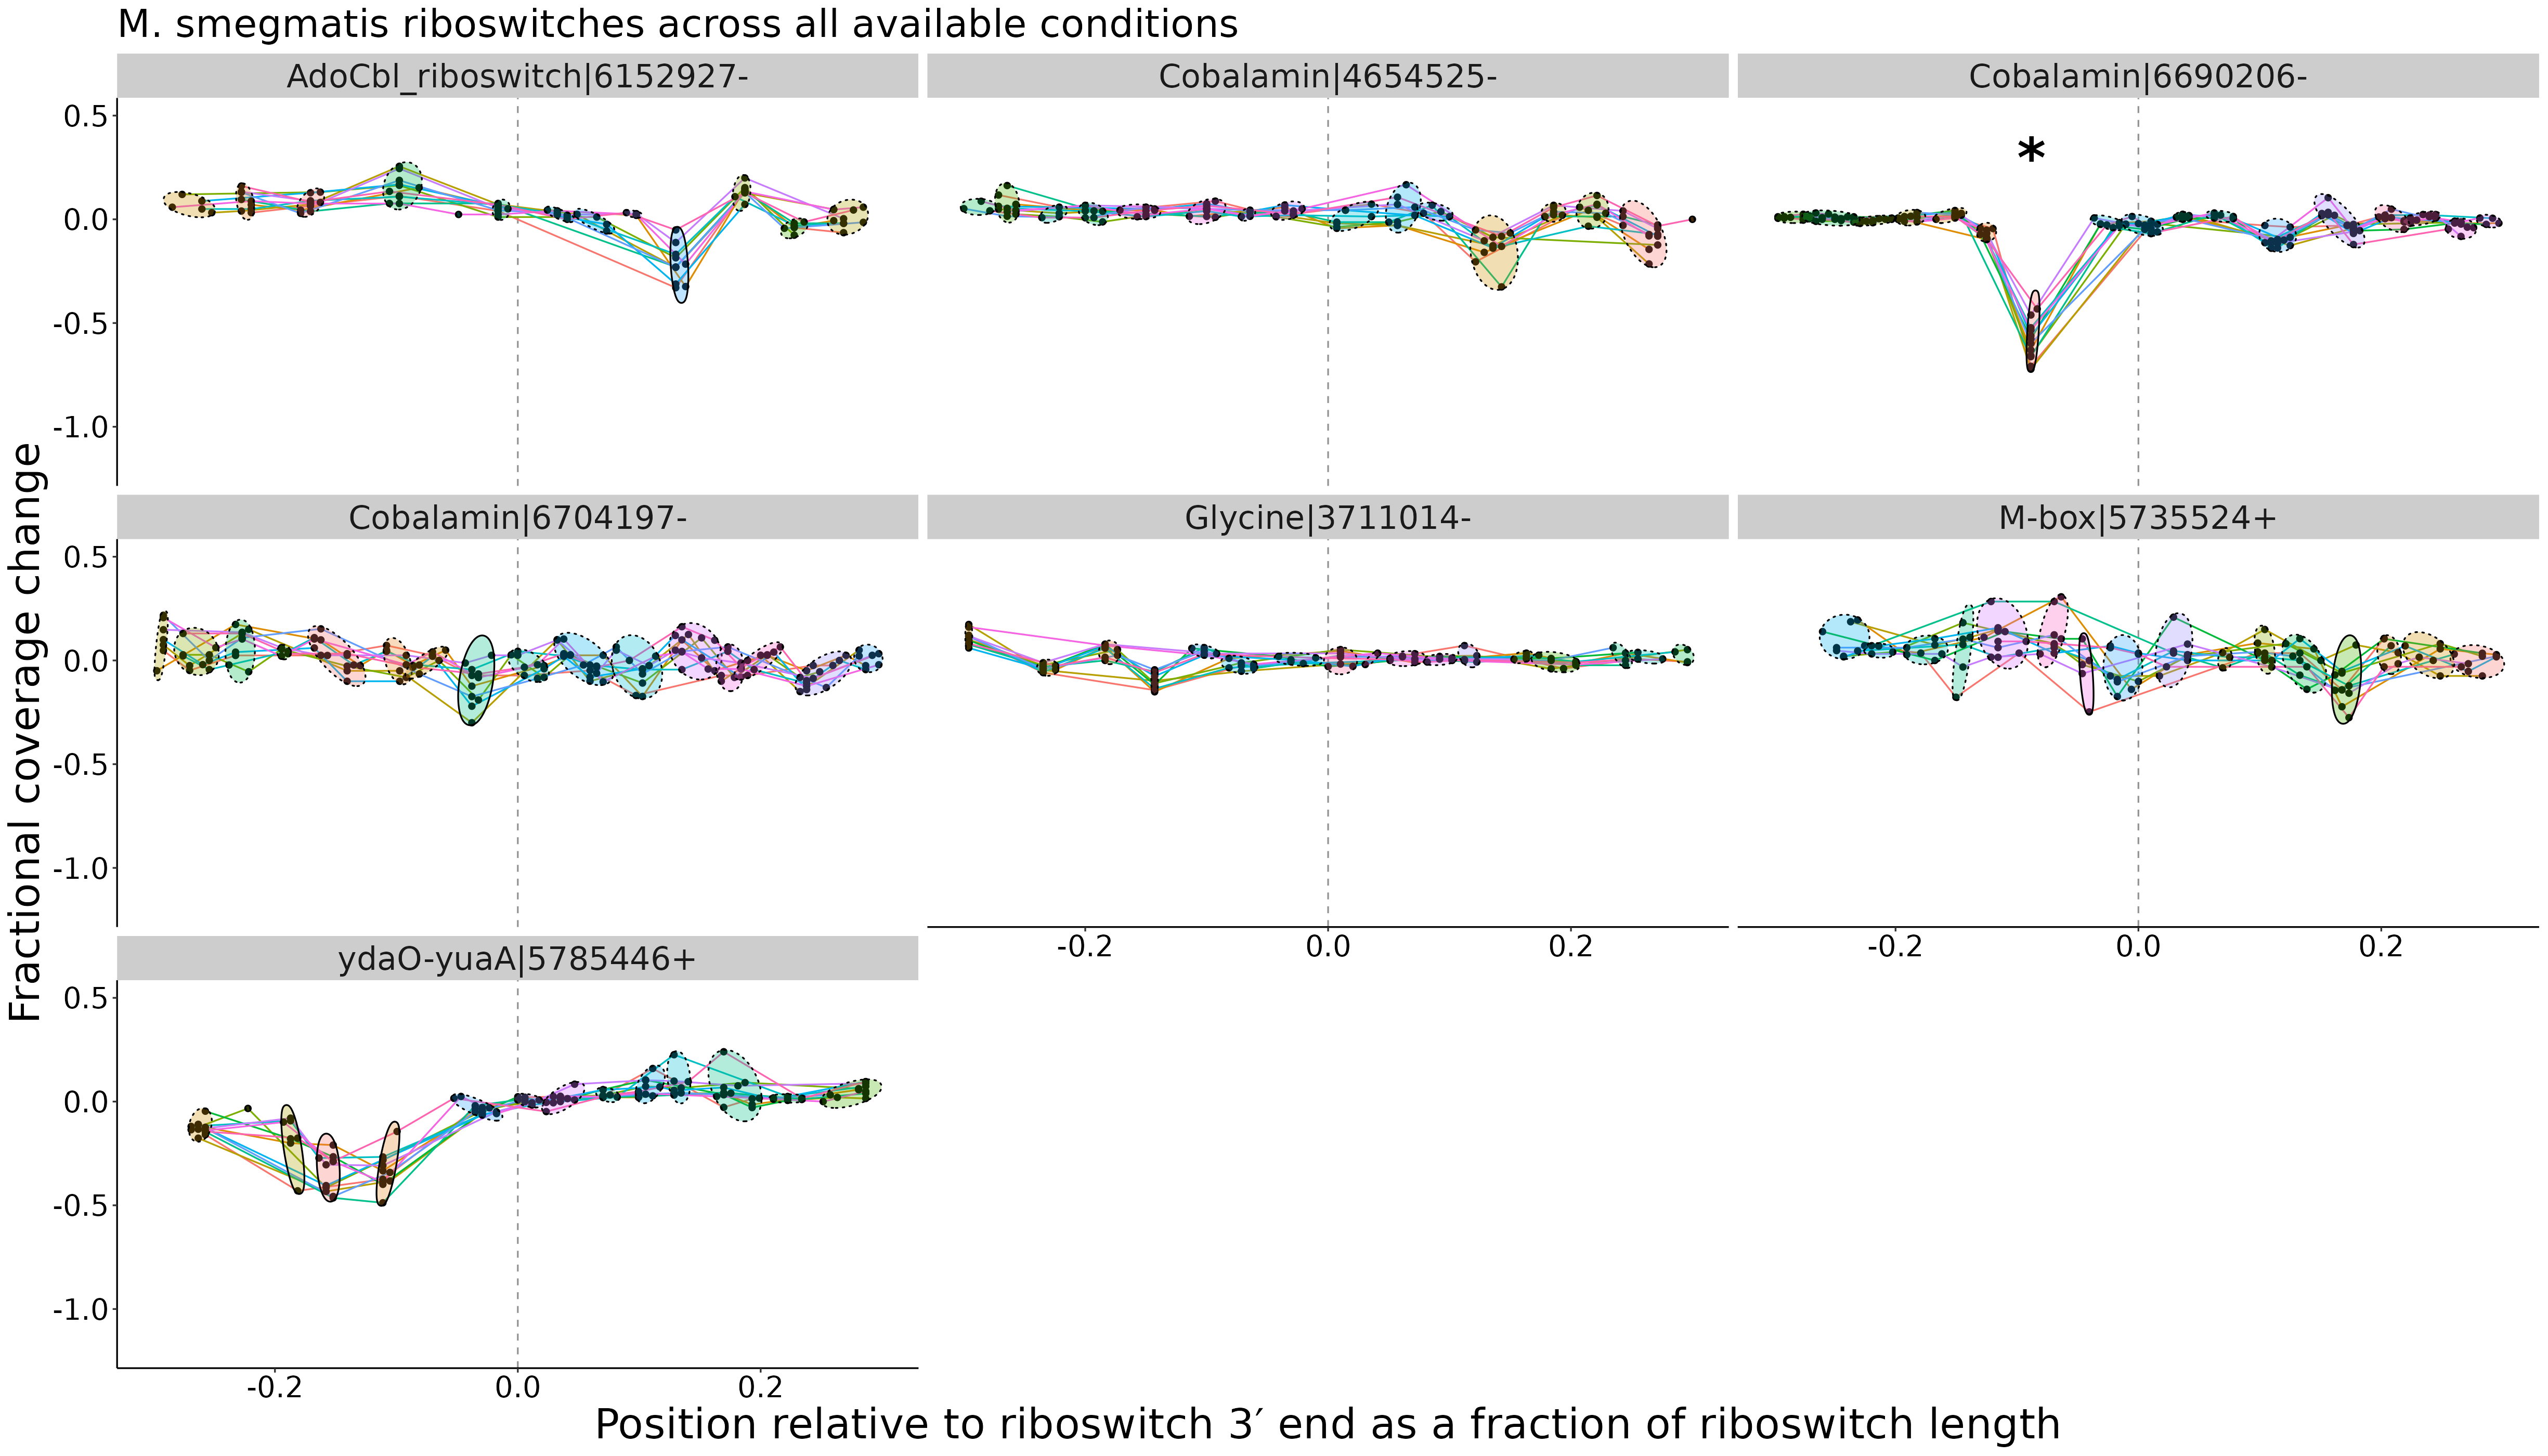 M. smegmatis riboswitches across all available conditions
AdoCbl_riboswitch|6152927-
Cobalamin|4654525-
Cobalamin|6690206-
0.5
0.0
-0.5
-1.0
*
Cobalamin|6704197-
Glycine|3711014-
M-box|5735524+
0.5
0.0
-0.5
-1.0
-0.2 0.0 0.2
-0.2 0.0 0.2
ydaO-yuaA|5785446+
0.5
0.0
-0.5
-1.0
-0.2 0.0 0.2
Fractional coverage change
Position relative to riboswitch 3′ end as a fraction of riboswitch length